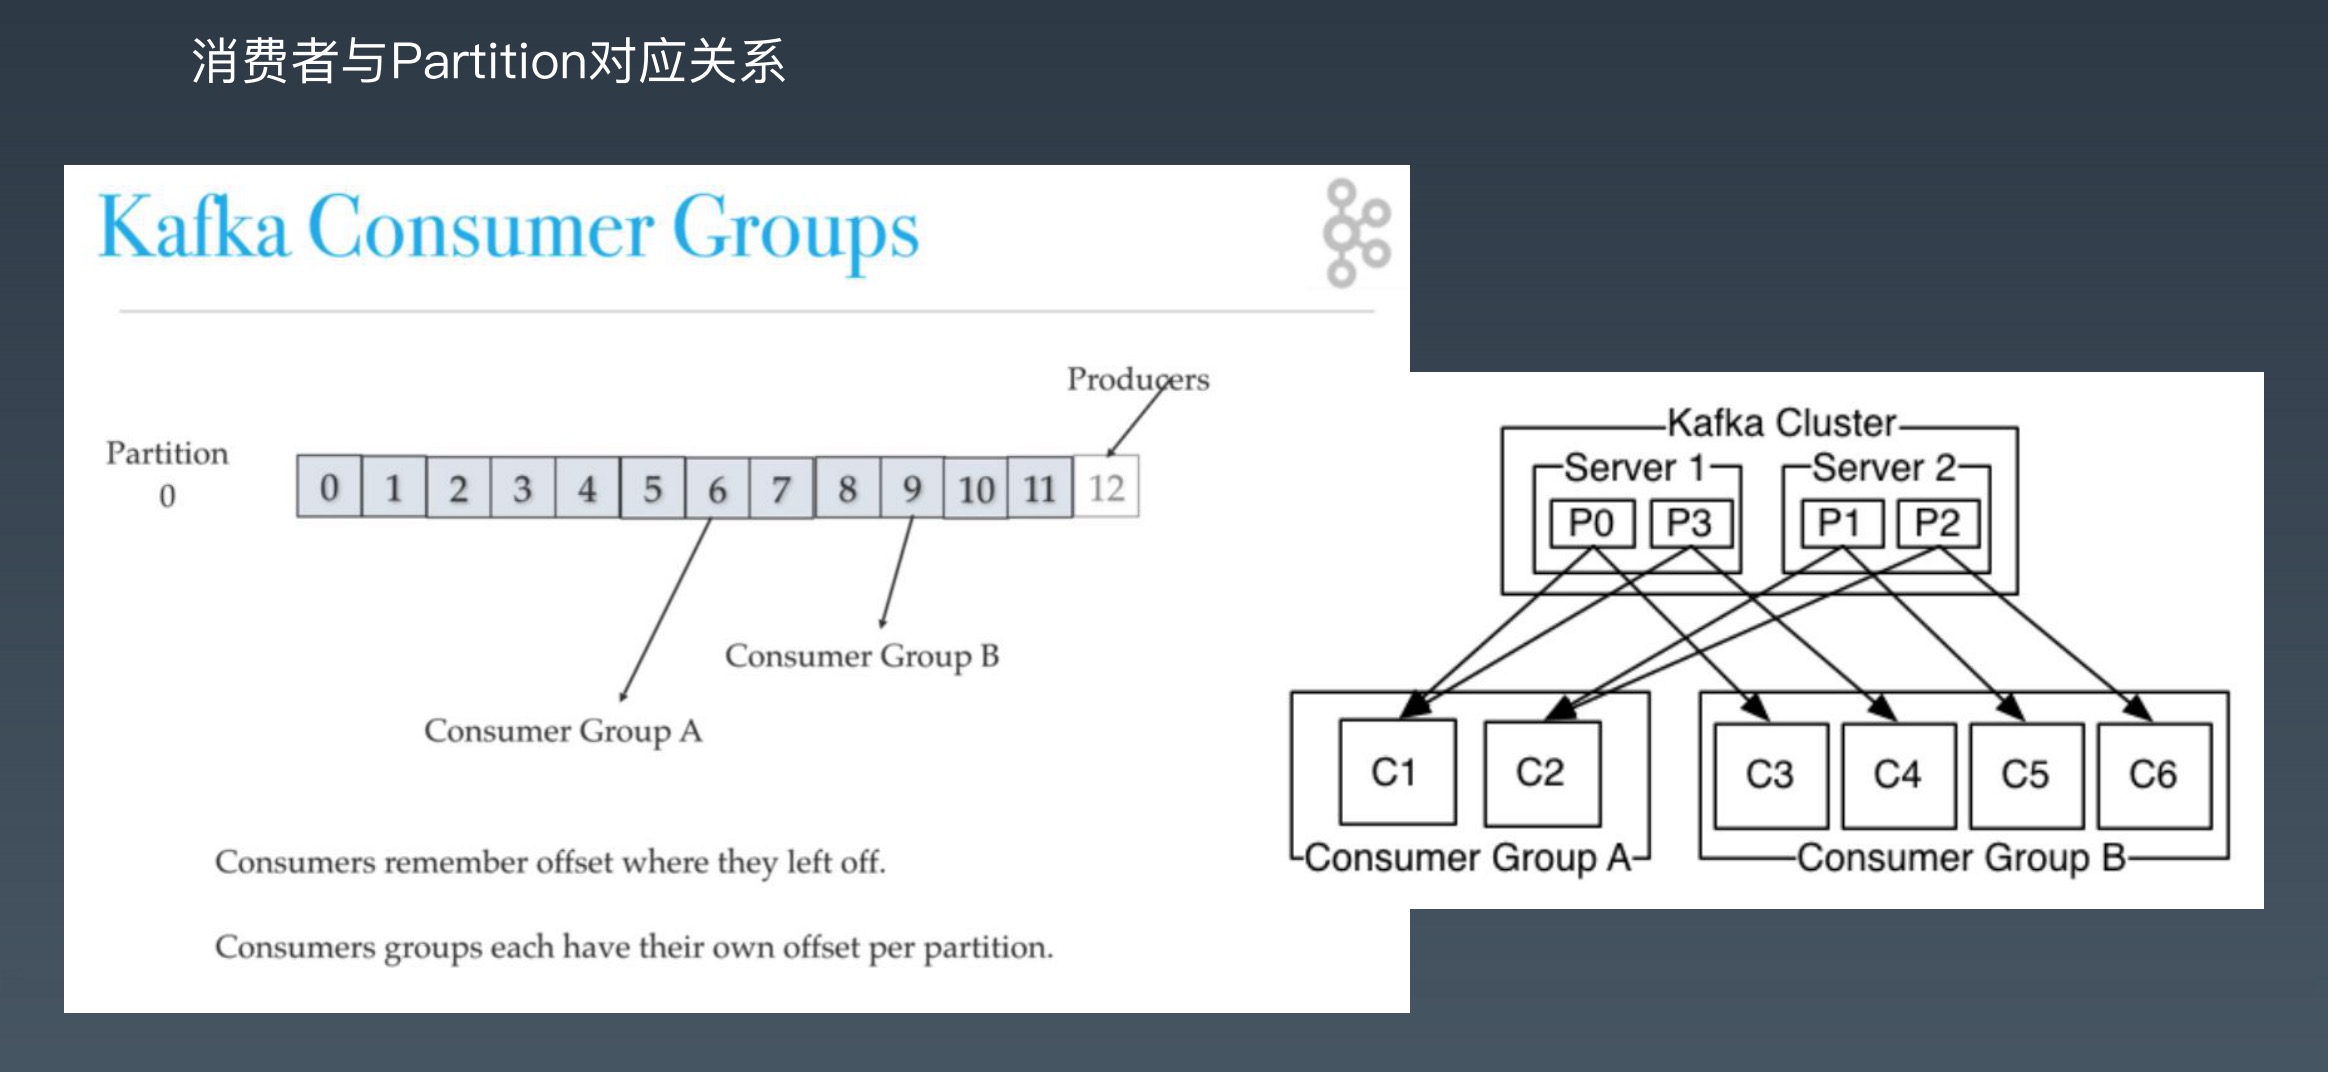 消费者与Partition对应关系
Kafka Consumer Groups
Producers
Partition
0
0 1 2 3 4 5 6 7 8 9 10 11 12
Consumer Group B
Consumer Group A
Consumers remember offset where they left off.
Consumers groups each have their own offset per partition.
Kafka Cluster
Server 1 Server 2
P0 P3 P1 P2
C1 C2 C3 C4 C5 C6
Consumer Group A Consumer Group B